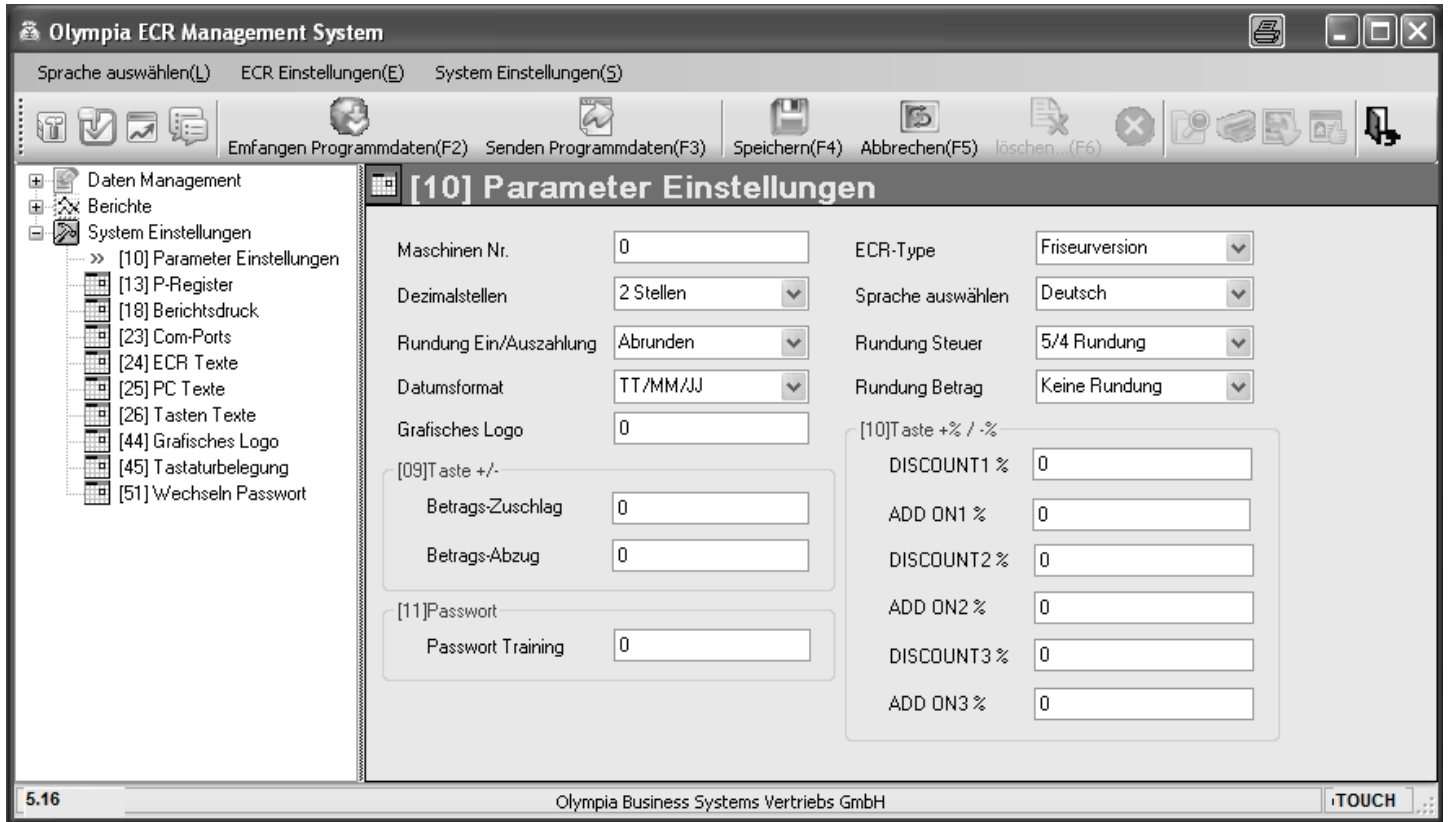 Olympia ECR Management System
Sprache auswählen(L) ECR Einstellungen(E) System Einstellungen(S)
Emfangen Programmdaten(F2) Senden Programmdaten(F3) Speichern(F4) Abbrechen(F5) löschen...(F6)
Daten Management
Berichte
System Einstellungen
[10] Parameter Einstellungen
[13] P-Register
[18] Berichtsdruck
[23] Com-Ports
[24] ECR Texte
[25] PC Texte
[26] Tasten Texte
[44] Grafisches Logo
[45] Tastaturbelegung
[51] Wechseln Passwort
[10] Parameter Einstellungen
Maschinen Nr. 0
Dezimalstellen 2 Stellen
Rundung Ein/Auszahlung Abrunden
Datumsformat TT/MM/JJ
Grafisches Logo 0
[09]Taste +/-
Betrags-Zuschlag 0
Betrags-Abzug 0
[11]Passwort
Passwort Training 0
ECR-Type Friseurversion
Sprache auswählen Deutsch
Rundung Steuer 5/4 Rundung
Rundung Betrag Keine Rundung
[10]Taste +% / -%
DISCOUNT1 % 0
ADD ON1 % 0
DISCOUNT2 % 0
ADD ON2 % 0
DISCOUNT3 % 0
ADD ON3 % 0
5.16 Olympia Business Systems Vertriebs GmbH TOUCH